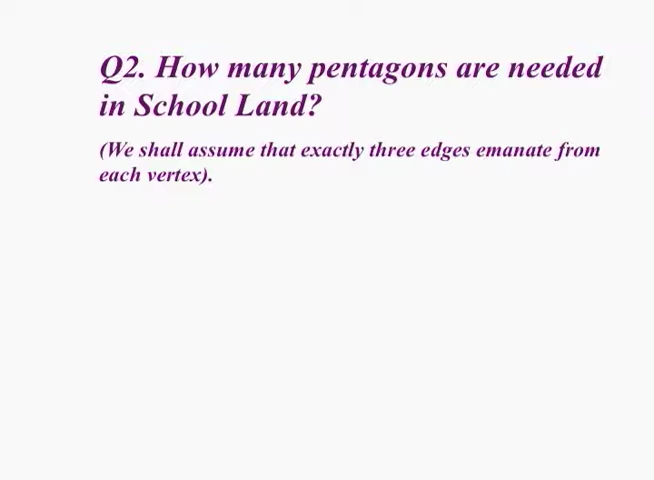 Q2. How many pentagons are needed
in School Land?
(We shall assume that exactly three edges emanate from
each vertex).